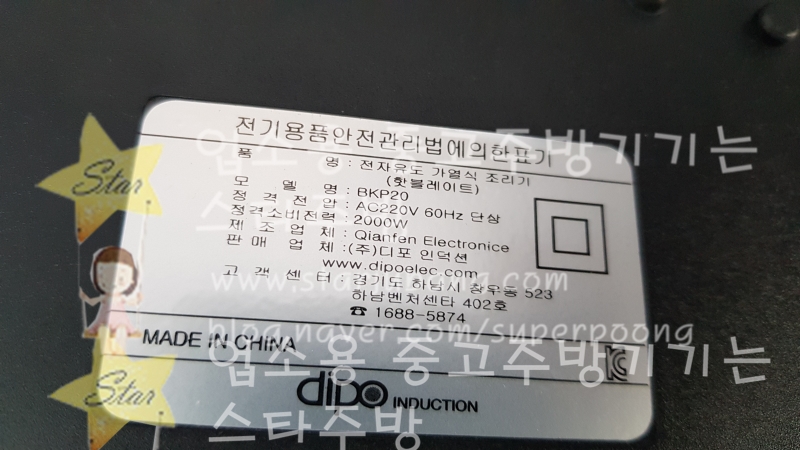 전기용품안전관리법에의한표기
품 명 : 전자유도 가열식 조리기
(핫블레이트)
모 델 명 : BKP20
정 격 전 압 : AC220V 60Hz 단상
정격소비전력 : 2000W
제 조 업 체 : Qianfen Electronice
판 매 업 체 : (주)디포 인덕션
www.dipoelec.com
고 객 센 터 : 경기도 하남시 창우동 523
하남벤처센타 402호
☎ 1688-5874
MADE IN CHINA
dipo INDUCTION
업소용 중고주방기기는
스타주방
Star
blog.naver.com/superpoong
업소용 중고주방기기는
스타주방
Star